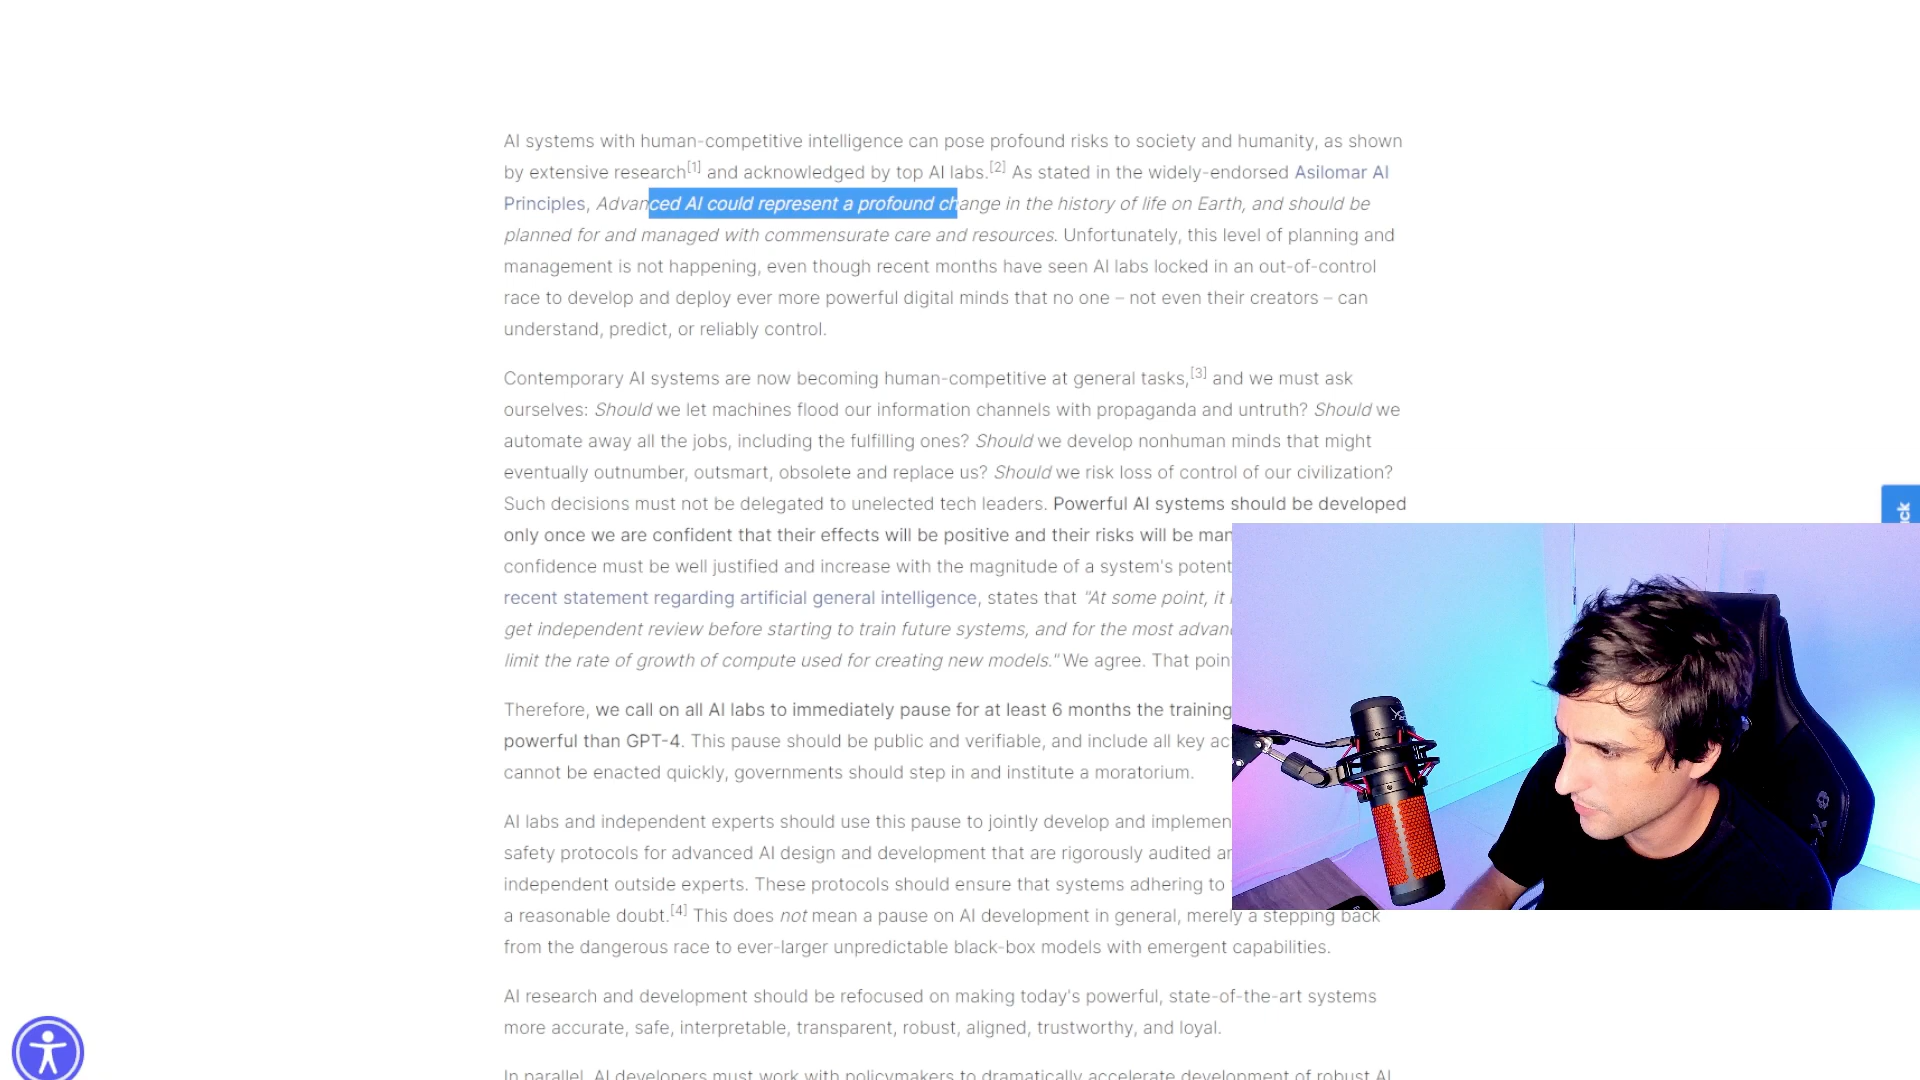 AI systems with human-competitive intelligence can pose profound risks to society and humanity, as shown
by extensive research[1] and acknowledged by top AI labs.[2] As stated in the widely-endorsed Asilomar AI
Principles, Advanced AI could represent a profound change in the history of life on Earth, and should be
planned for and managed with commensurate care and resources. Unfortunately, this level of planning and
management is not happening, even though recent months have seen AI labs locked in an out-of-control
race to develop and deploy ever more powerful digital minds that no one – not even their creators – can
understand, predict, or reliably control.
Contemporary AI systems are now becoming human-competitive at general tasks,[3] and we must ask
ourselves: Should we let machines flood our information channels with propaganda and untruth? Should we
automate away all the jobs, including the fulfilling ones? Should we develop nonhuman minds that might
eventually outnumber, outsmart, obsolete and replace us? Should we risk loss of control of our civilization?
Such decisions must not be delegated to unelected tech leaders. Powerful AI systems should be developed
only once we are confident that their effects will be positive and their risks will be
confidence must be well justified and increase with the magnitude of a system's
recent statement regarding artificial general intelligence, states that "At some point, it
get independent review before starting to train future systems, and for the most
limit the rate of growth of compute used for creating new models." We agree. That
Therefore, we call on all AI labs to immediately pause for at least 6 months the training
powerful than GPT-4. This pause should be public and verifiable, and include all key
cannot be enacted quickly, governments should step in and institute a moratorium.
AI labs and independent experts should use this pause to jointly develop and
safety protocols for advanced AI design and development that are rigorously audited
independent outside experts. These protocols should ensure that systems adhering to
a reasonable doubt.[4] This does not mean a pause on AI development in general, merely a stepping back
from the dangerous race to ever-larger unpredictable black-box models with emergent capabilities.
AI research and development should be refocused on making today's powerful, state-of-the-art systems
more accurate, safe, interpretable, transparent, robust, aligned, trustworthy, and loyal.
In parallel, AI developers must work with policymakers to dramatically accelerate development of robust AI